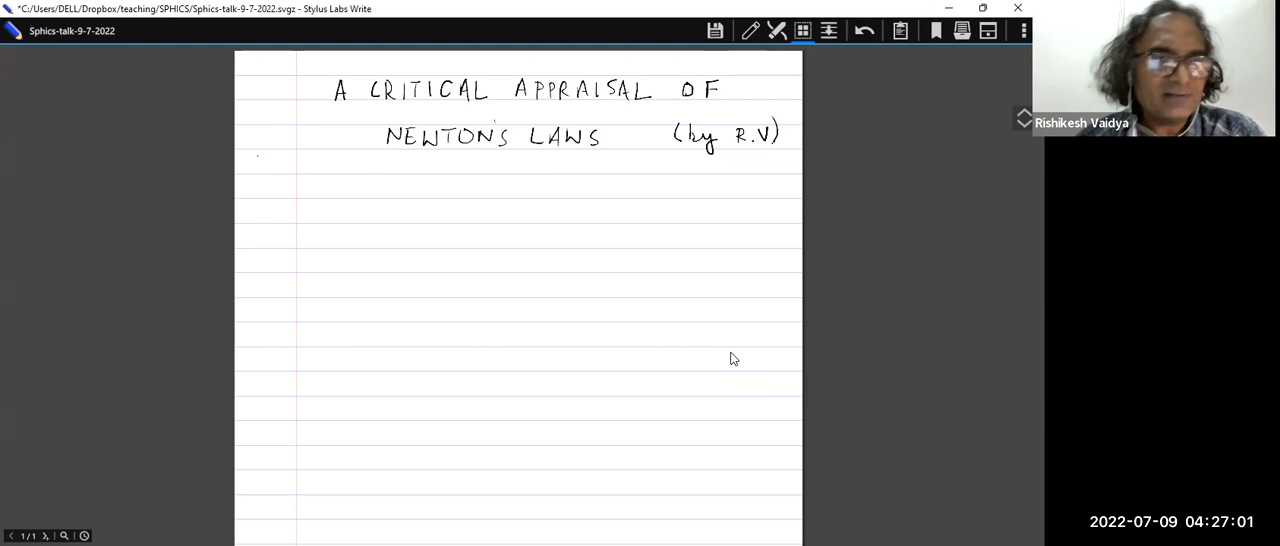 *C:/Users/DELL/Dropbox/teaching/SPHICS/Sphics-talk-9-7-2022.svgz - Stylus Labs Write
Sphics-talk-9-7-2022
A CRITICAL APPRAISAL OF
NEWTON'S LAWS (by R.V)
Rishikesh Vaidya
1/1
2022-07-09 04:27:01